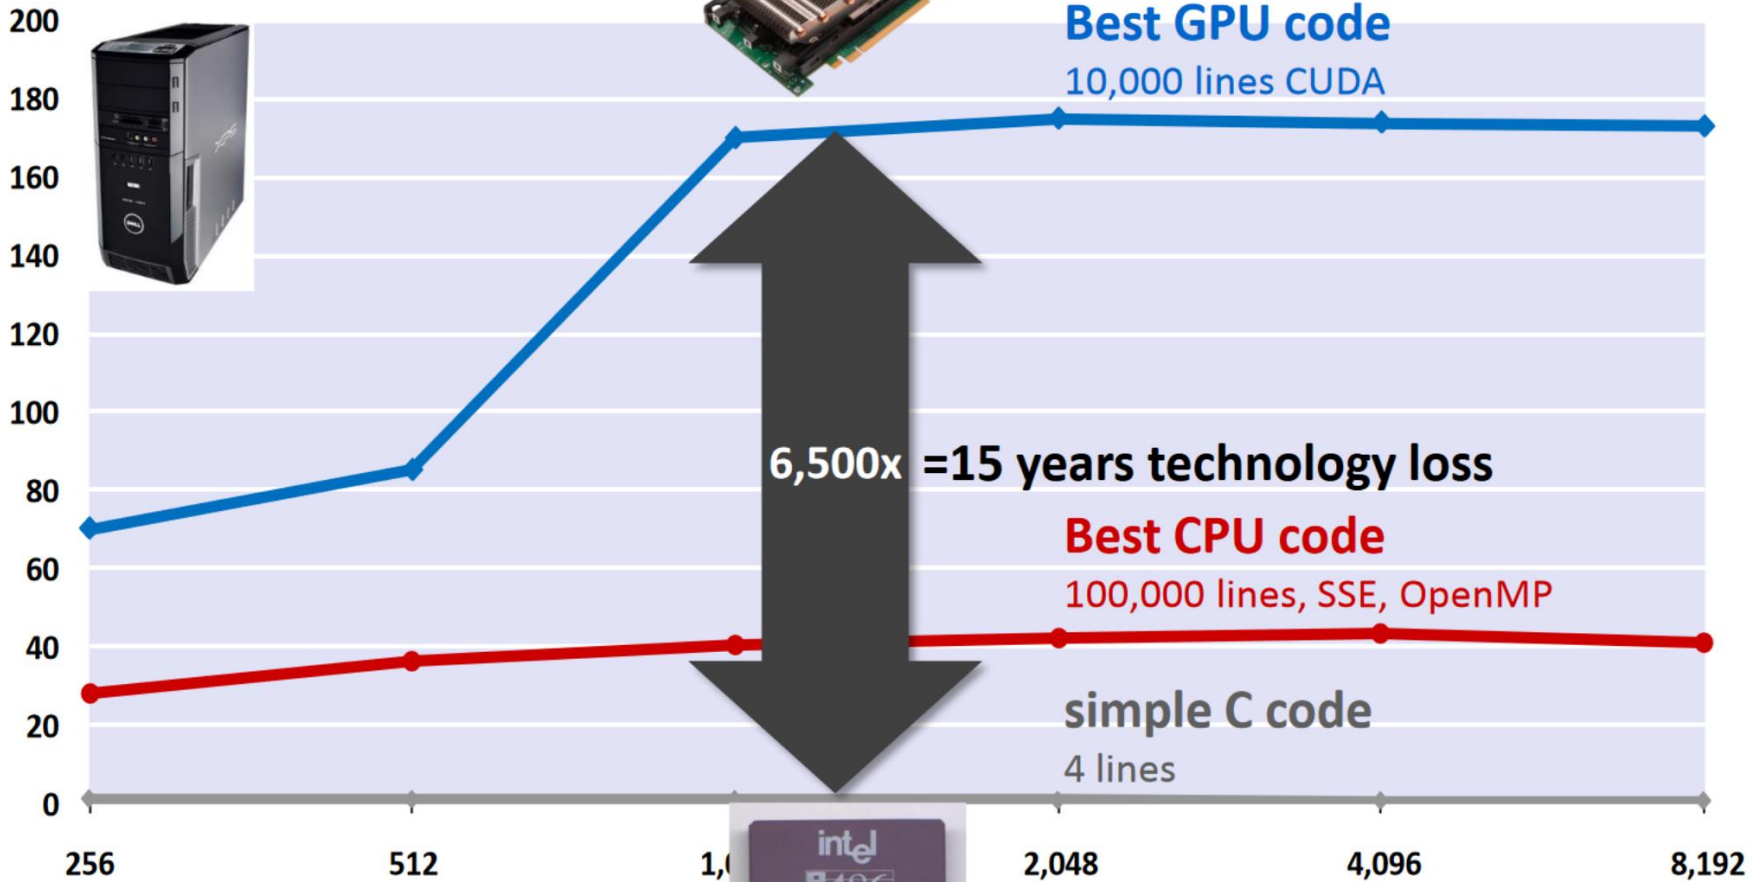 200
Best GPU code
10,000 lines CUDA
180
160
DELL
140
120
100
6,500x =15 years technology loss
80
Best CPU code
60
100,000 lines, SSE, OpenMP
40
simple C code
20
4 lines
0
intel
256 512 2,048 4,096 8,192